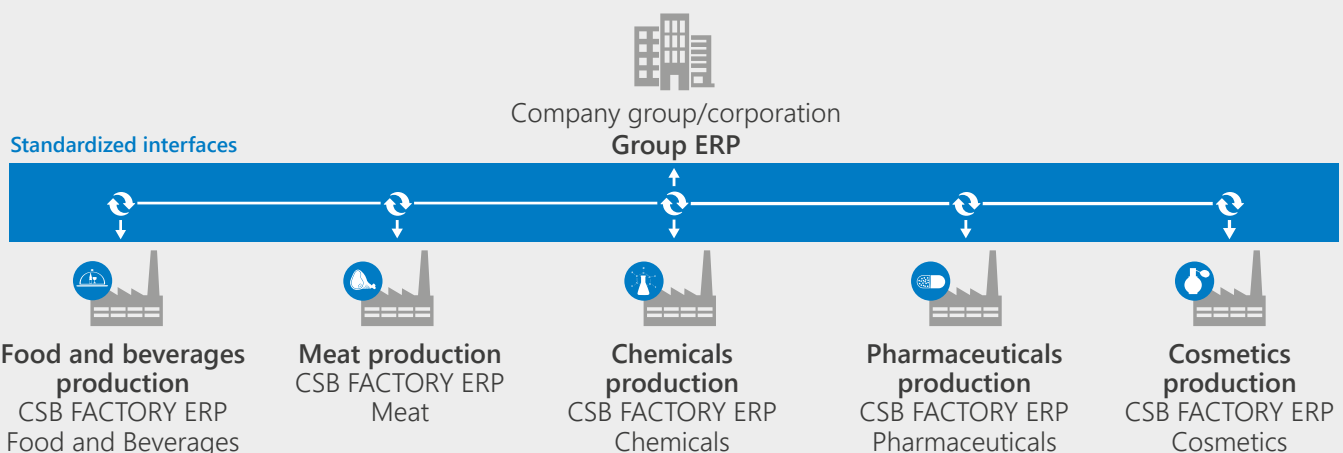 Company group/corporation
Group ERP
Standardized interfaces
Food and beverages
production
CSB FACTORY ERP
Food and Beverages
Meat production
CSB FACTORY ERP
Meat
Chemicals
production
CSB FACTORY ERP
Chemicals
Pharmaceuticals
production
CSB FACTORY ERP
Pharmaceuticals
Cosmetics
production
CSB FACTORY ERP
Cosmetics